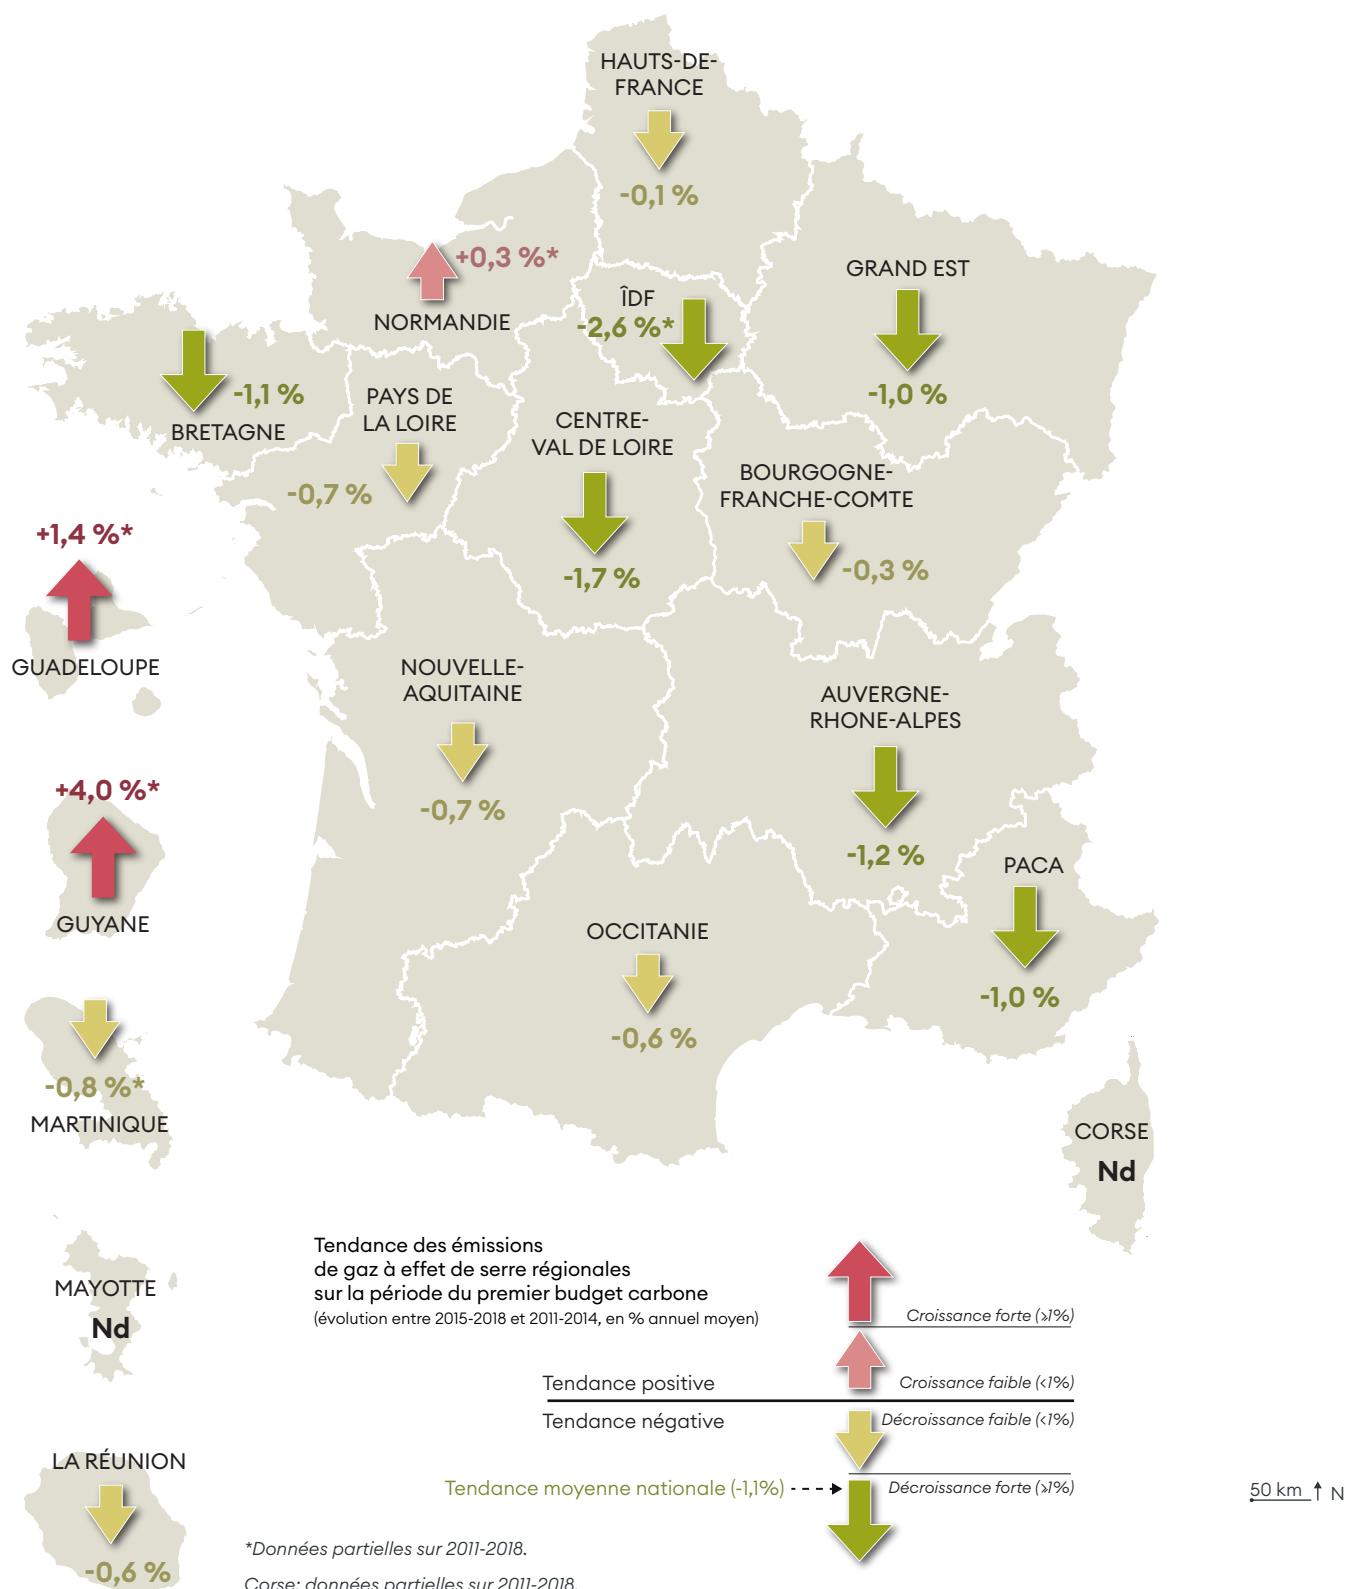 HAUTS-DE-
FRANCE
-0,1 %
+0,3 %*
NORMANDIE
ÎDF
-2,6 %*
GRAND EST
-1,0 %
-1,1 %
BRETAGNE
PAYS DE
LA LOIRE
-0,7 %
CENTRE-
VAL DE LOIRE
-1,7 %
BOURGOGNE-
FRANCHE-COMTE
-0,3 %
+1,4 %*
GUADELOUPE
NOUVELLE-
AQUITAINE
-0,7 %
AUVERGNE-
RHONE-ALPES
-1,2 %
+4,0 %*
GUYANE
PACA
-1,0 %
OCCITANIE
-0,6 %
-0,8 %*
MARTINIQUE
CORSE
Nd
MAYOTTE
Nd
LA RÉUNION
-0,6 %
Tendance des émissions
de gaz à effet de serre régionales
sur la période du premier budget carbone
(évolution entre 2015-2018 et 2011-2014, en % annuel moyen)
Croissance forte (⩾1%)
Tendance positive
Croissance faible (<1%)
Tendance négative
Décroissance faible (<1%)
Tendance moyenne nationale (-1,1%)
Décroissance forte (⩾1%)
50 km
N
*Données partielles sur 2011-2018.
Corse: données partielles sur 2011-2018.